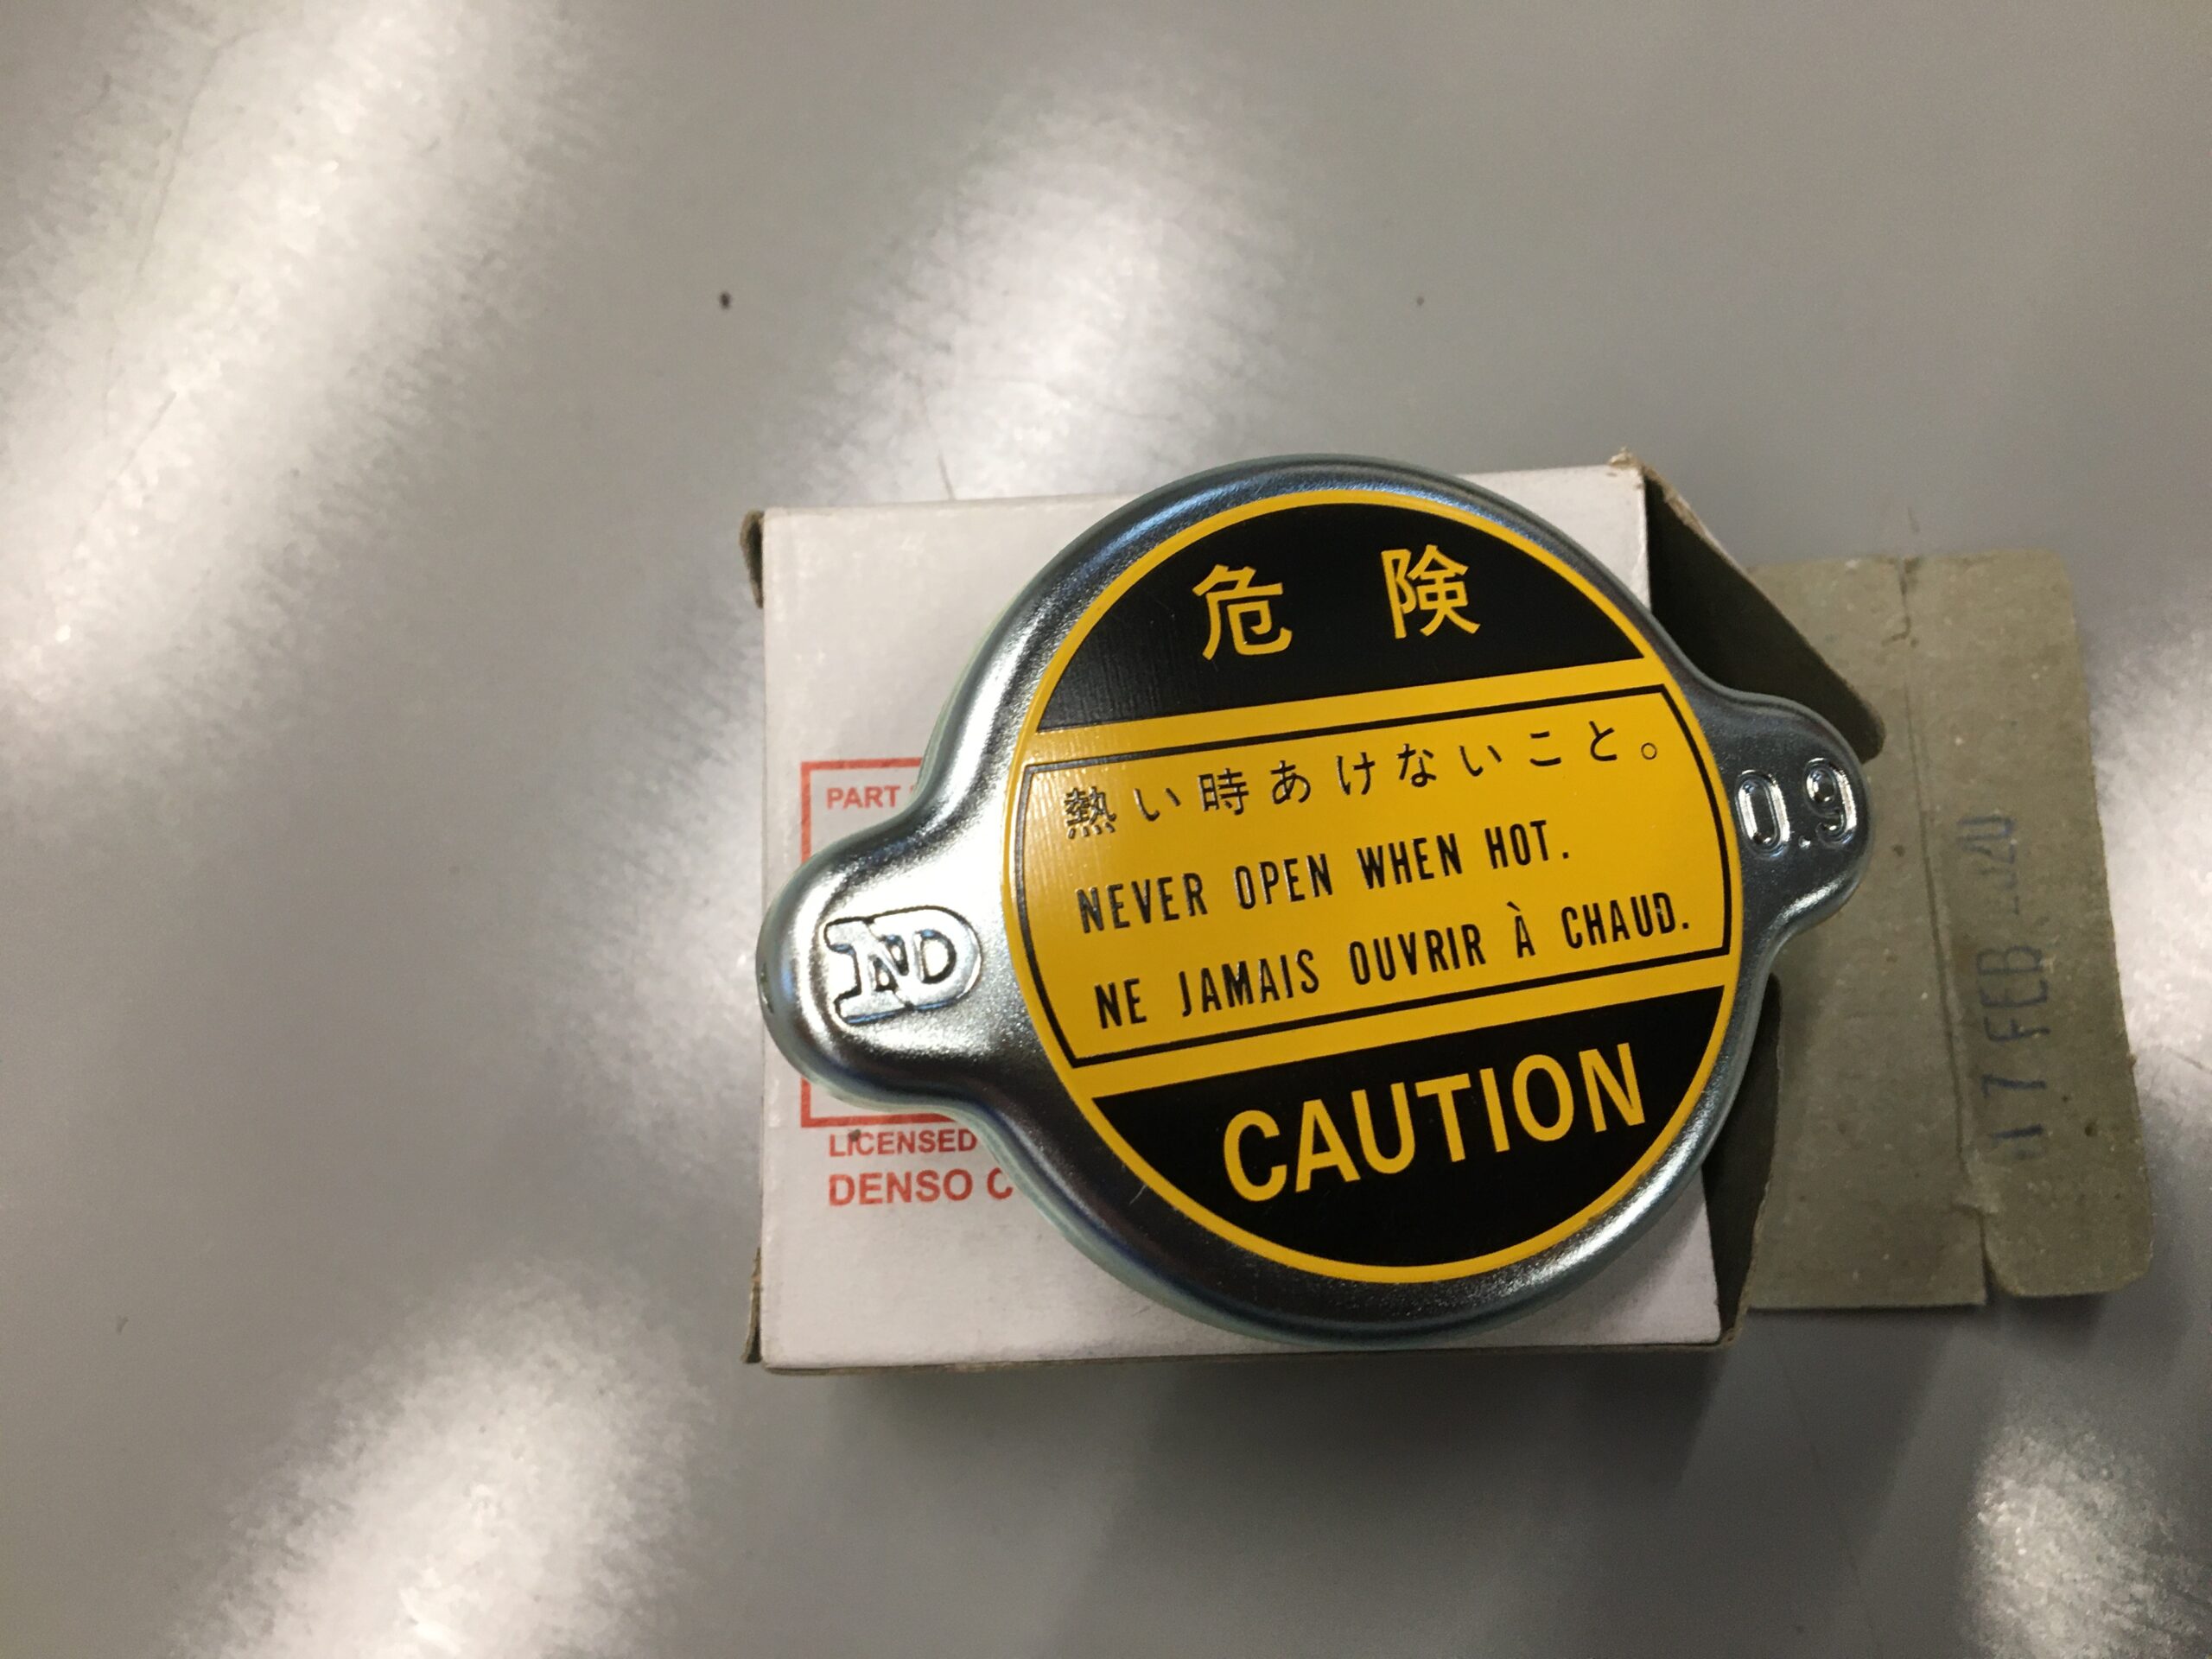 危険
熱い時あけないこと。
NEVER OPEN WHEN HOT.
NE JAMAIS OUVRIR À CHAUD.
CAUTION
ND
0.9
PART
LICENSED
DENSO
17 FEB 2020